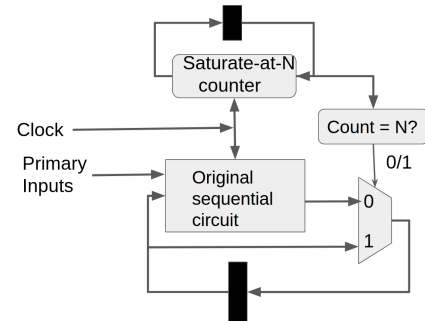 Saturate-at-N
counter
Clock
Count = N?
0/1
Primary
Inputs
Original
sequential
circuit
0
1